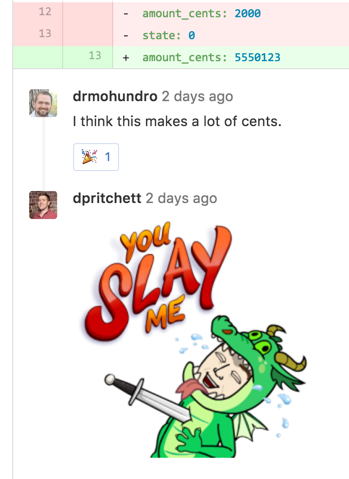 12 - amount_cents: 2000
13 - state: 0
13 + amount_cents: 5550123
drmohundro 2 days ago
I think this makes a lot of cents.
🎉 1
dpritchett 2 days ago
YOU
SLAY
ME